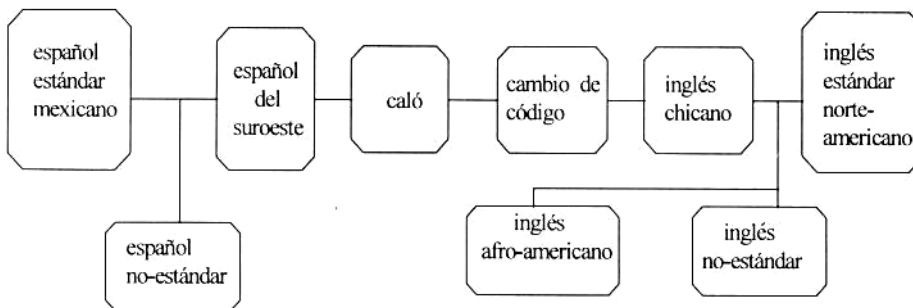 español
estándar
mexicano
español
del
suroeste
caló
cambio de
código
inglés
chicano
inglés
estándar
norte-
americano
español
no-estándar
inglés
afro-americano
inglés
no-estándar